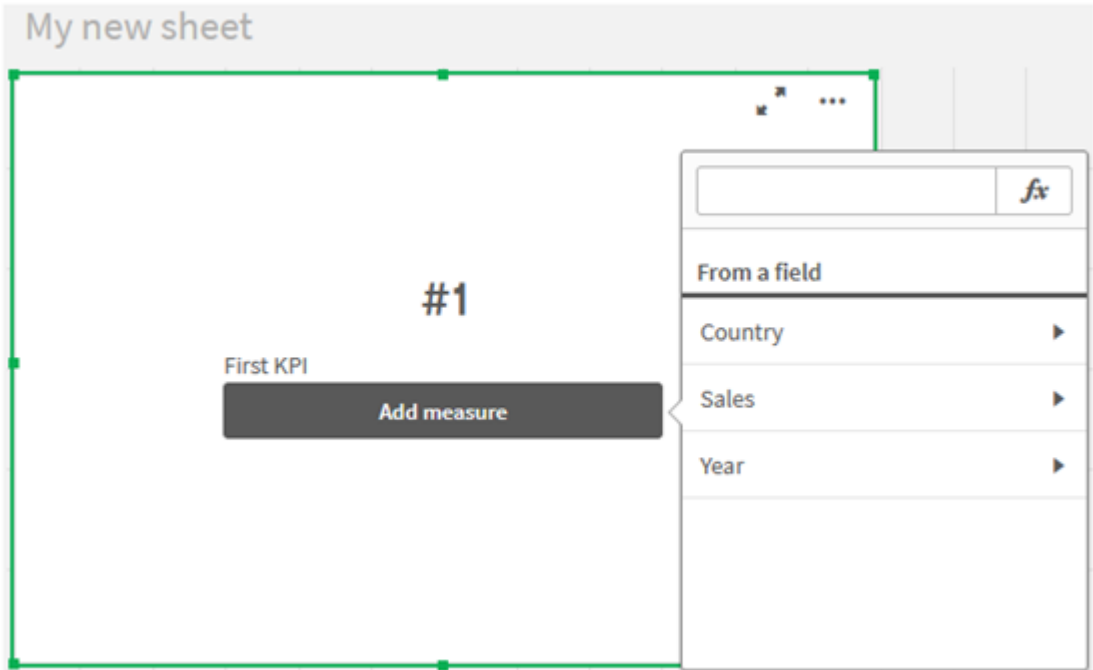 My new sheet
fx
From a field
#1
Country
First KPI
Sales
Add measure
Year